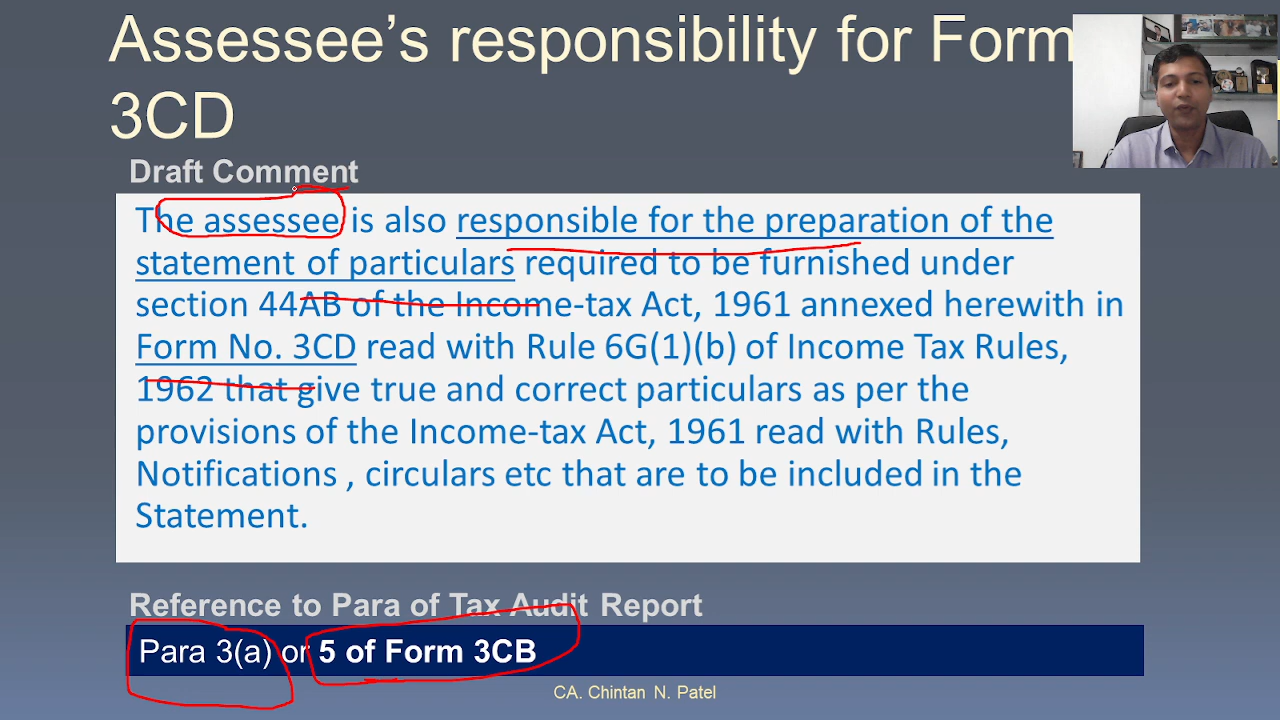 Assessee’s responsibility for Form
3CD
Draft Comment
The assessee is also responsible for the preparation of the
statement of particulars required to be furnished under
section 44AB of the Income-tax Act, 1961 annexed herewith in
Form No. 3CD read with Rule 6G(1)(b) of Income Tax Rules,
1962 that give true and correct particulars as per the
provisions of the Income-tax Act, 1961 read with Rules,
Notifications , circulars etc that are to be included in the
Statement.
Reference to Para of Tax Audit Report
Para 3(a) or 5 of Form 3CB
CA. Chintan N. Patel